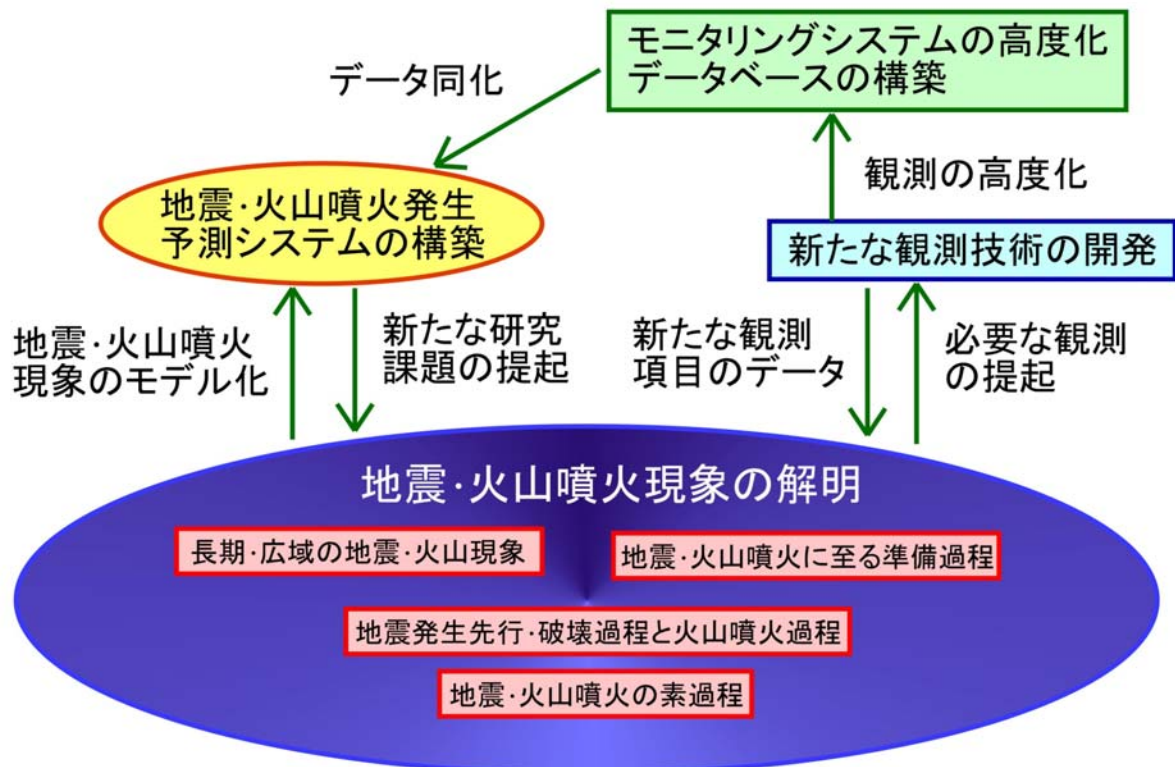 モニタリングシステムの高度化
データベースの構築
データ同化
観測の高度化
地震･火山噴火発生
予測システムの構築
新たな観測技術の開発
地震･火山噴火
現象のモデル化
新たな研究
課題の提起
新たな観測
項目のデータ
必要な観測
の提起
地震･火山噴火現象の解明
長期･広域の地震･火山現象
地震･火山噴火に至る準備過程
地震発生先行･破壊過程と火山噴火過程
地震･火山噴火の素過程